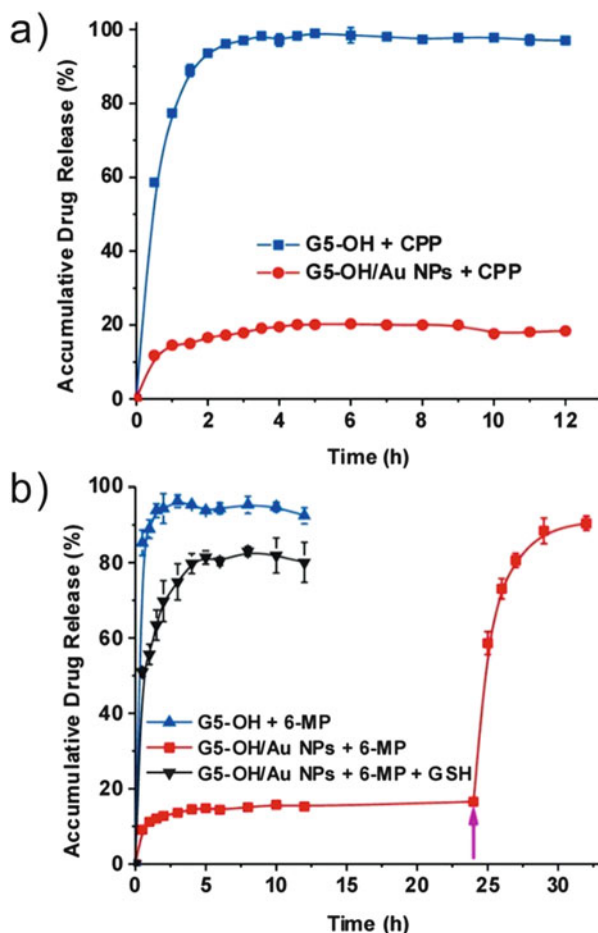 a)
Accumulative Drug Release (%)
100
80
60
40
20
0
G5-OH + CPP
G5-OH/Au NPs + CPP
0 2 4 6 8 10 12
Time (h)
b)
Accumulative Drug Release (%)
100
80
60
40
20
0
G5-OH + 6-MP
G5-OH/Au NPs + 6-MP
G5-OH/Au NPs + 6-MP + GSH
0 5 10 15 20 25 30
Time (h)